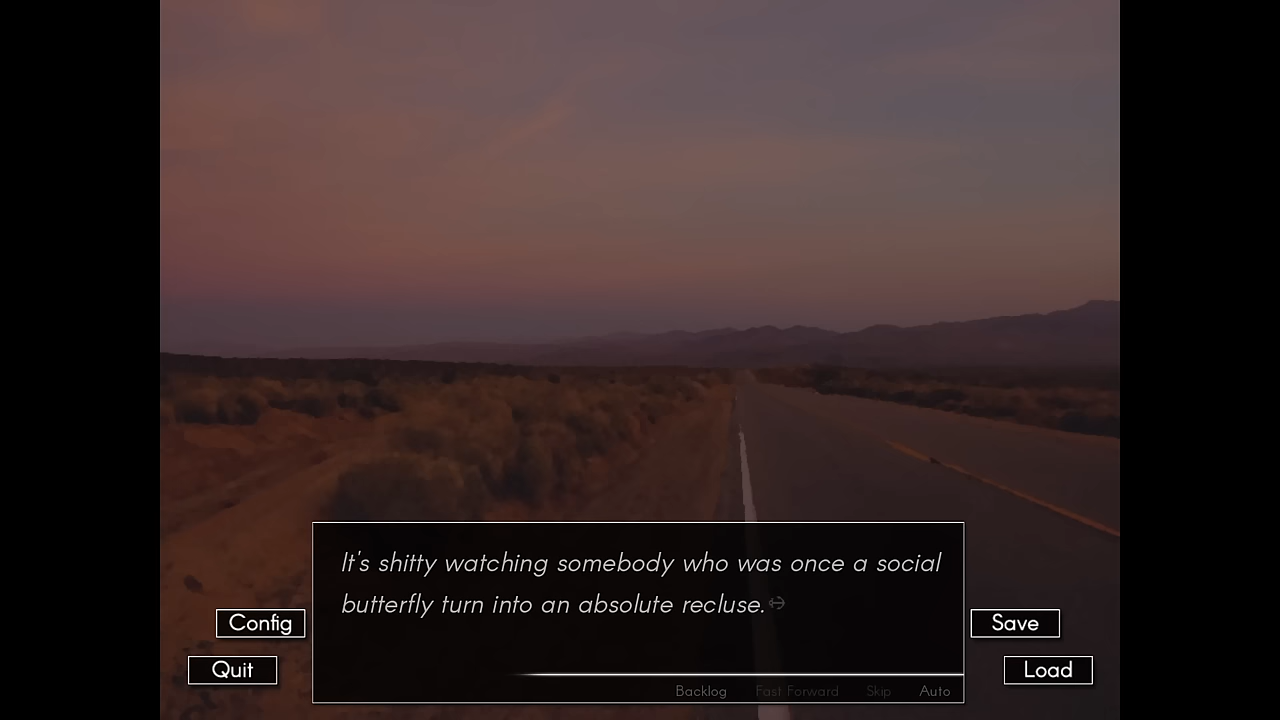 It's shitty watching somebody who was once a social
butterfly turn into an absolute recluse.
Config
Save
Quit
Load
Backlog
Fast Forward
Skip
Auto